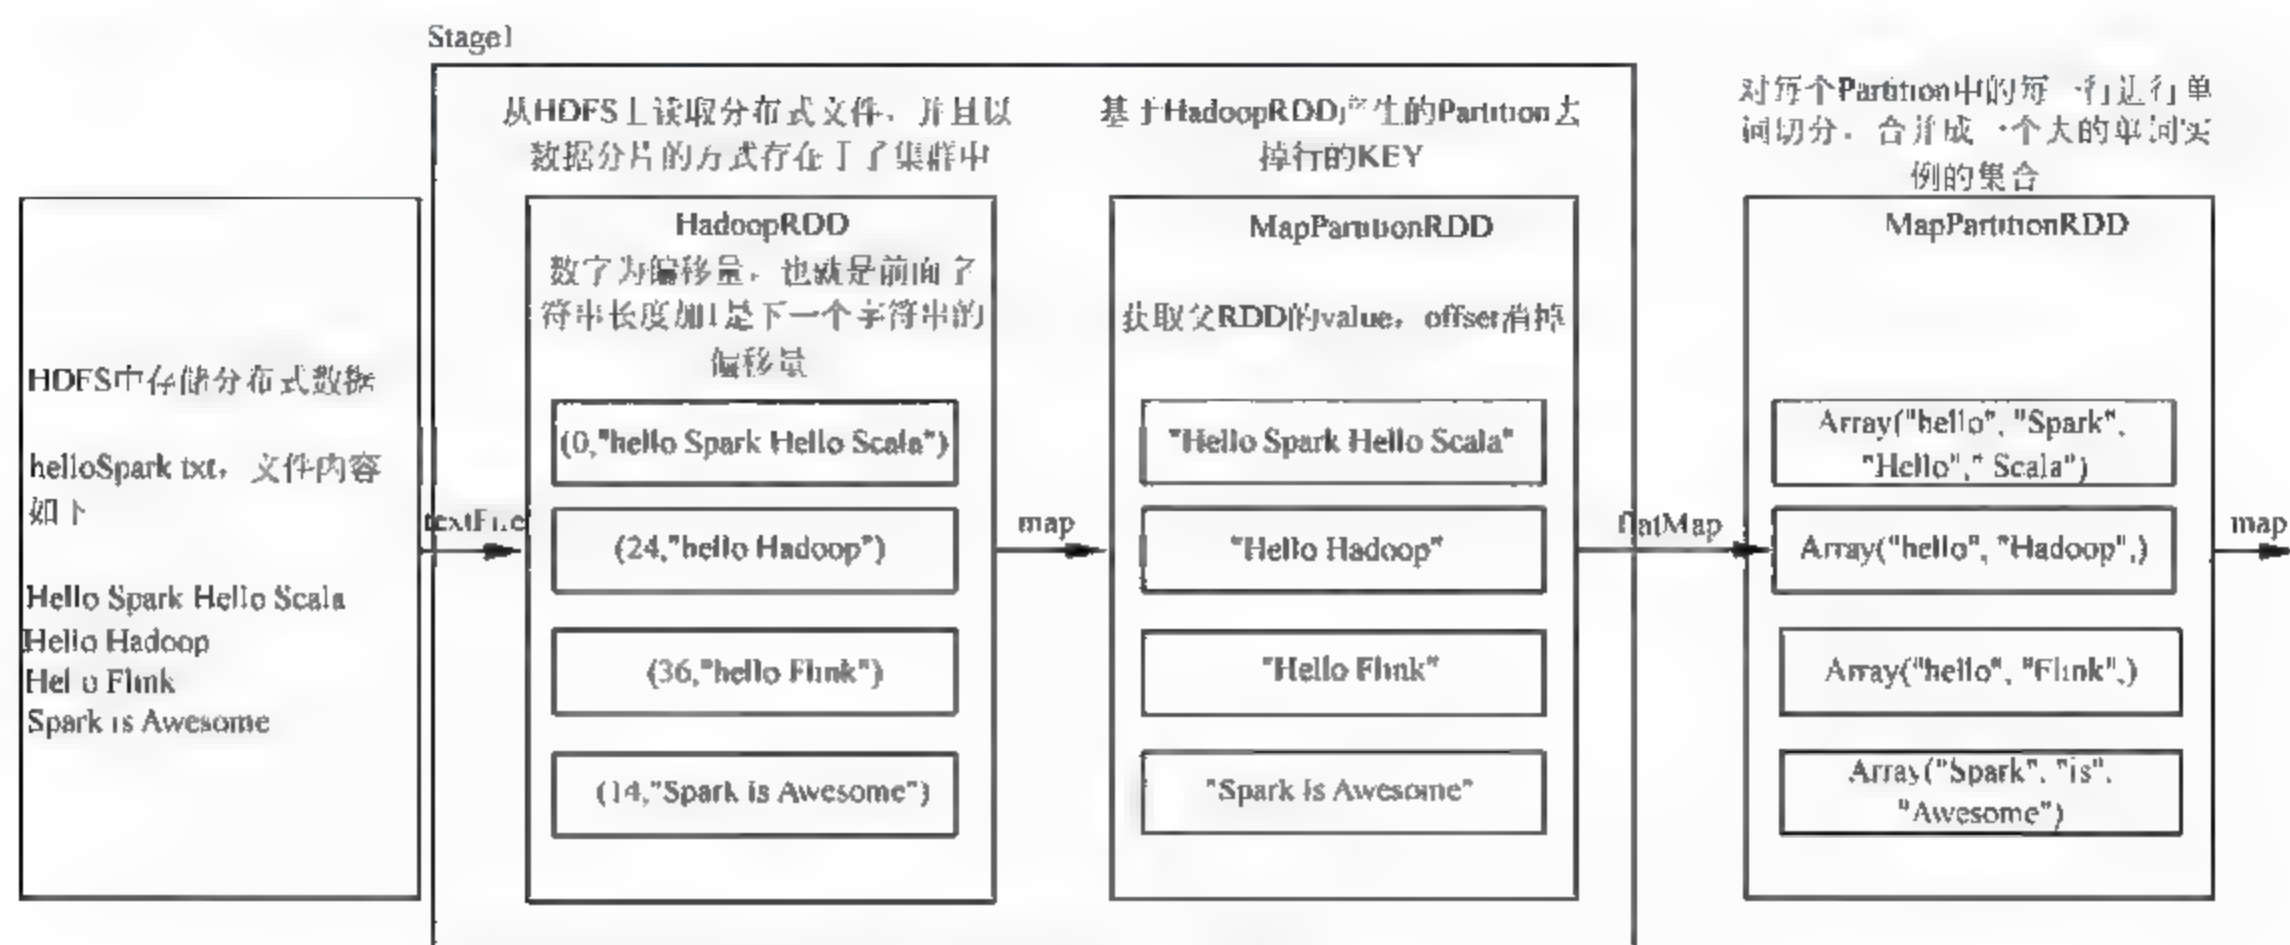 Stage1
从HDFS上读取分布式文件，并且以
数据分片的方式存在于了集群中
基于HadoopRDD产生的Partition去
掉行的KEY
对每个Partition中的每一行进行单
词切分，合并成一个大的单词实
例的集合
HDFS中存储分布式数据
helloSpark txt，文件内容
如下
Hello Spark Hello Scala
Hello Hadoop
Hello Flink
Spark is Awesome
textFile
HadoopRDD
数字为偏移量，也就是前面字
符串长度加1是下一个字符串的
偏移量
(0,"hello Spark Hello Scala")
(24,"hello Hadoop")
(36,"hello Flink")
(14,"Spark is Awesome")
map
MapPartitionRDD
获取父RDD的value，offset消掉
"Hello Spark Hello Scala"
"Hello Hadoop"
"Hello Flink"
"Spark is Awesome"
flatMap
MapPartitionRDD
Array("hello", "Spark",
"Hello"," Scala")
Array("hello", "Hadoop",)
Array("hello", "Flink",)
Array("Spark", "is",
"Awesome")
map